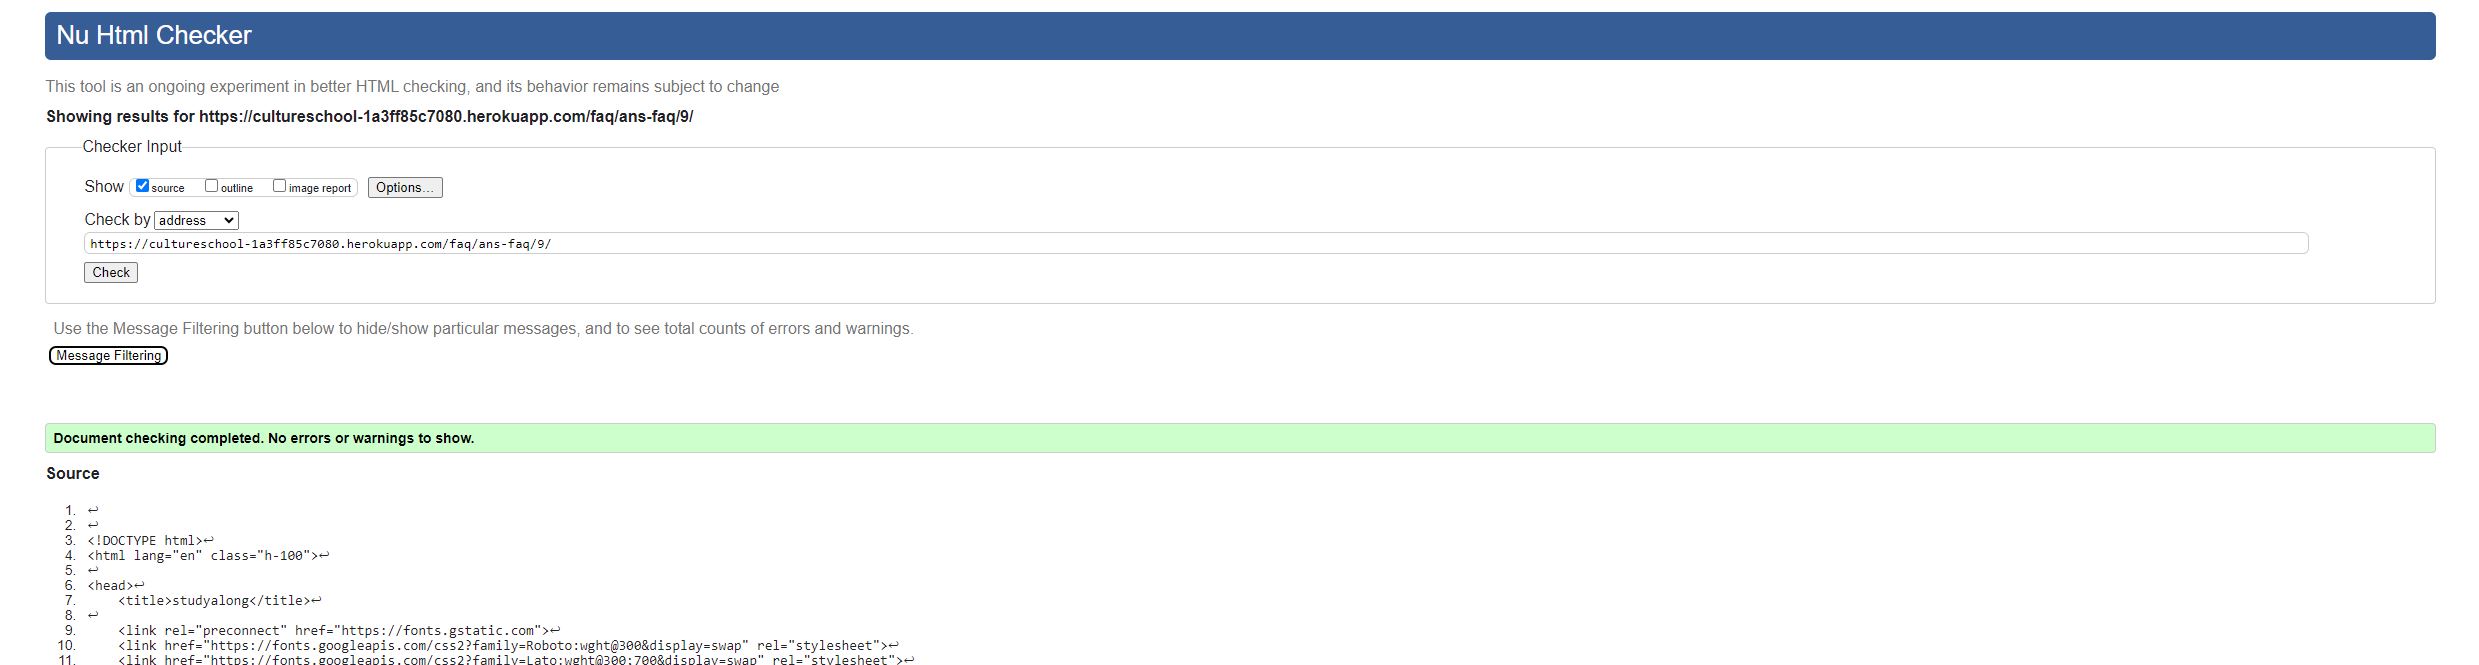 Nu Html Checker
This tool is an ongoing experiment in better HTML checking, and its behavior remains subject to change
Showing results for https://cultureschool-1a3ff85c7080.herokuapp.com/faq/ans-faq/9/
Checker Input
Show source outline image report Options...
Check by address
https://cultureschool-1a3ff85c7080.herokuapp.com/faq/ans-faq/9/
Check
Use the Message Filtering button below to hide/show particular messages, and to see total counts of errors and warnings.
Message Filtering
Document checking completed. No errors or warnings to show.
Source
1. ↩
2. ↩
3. <!DOCTYPE html>↩
4. <html lang="en" class="h-100">↩
5. ↩
6. <head>↩
7. <title>studyalong</title>↩
8. ↩
9. <link rel="preconnect" href="https://fonts.gstatic.com">↩
10. <link href="https://fonts.googleapis.com/css2?family=Roboto:wght@300&display=swap" rel="stylesheet">↩
11. <link href="https://fonts.googleapis.com/css2?family=Lato:wght@300;700&display=swap" rel="stylesheet">↩